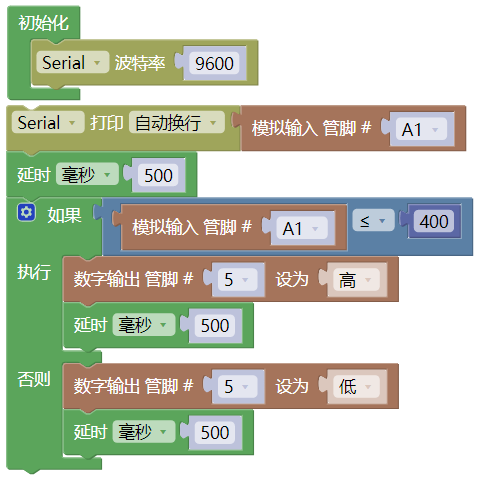 初始化
Serial 波特率 9600
Serial 打印 自动换行 模拟输入 管脚 # A1
延时 毫秒 500
如果 模拟输入 管脚 # A1 ≤ 400
执行 数字输出 管脚 # 5 设为 高
延时 毫秒 500
否则 数字输出 管脚 # 5 设为 低
延时 毫秒 500